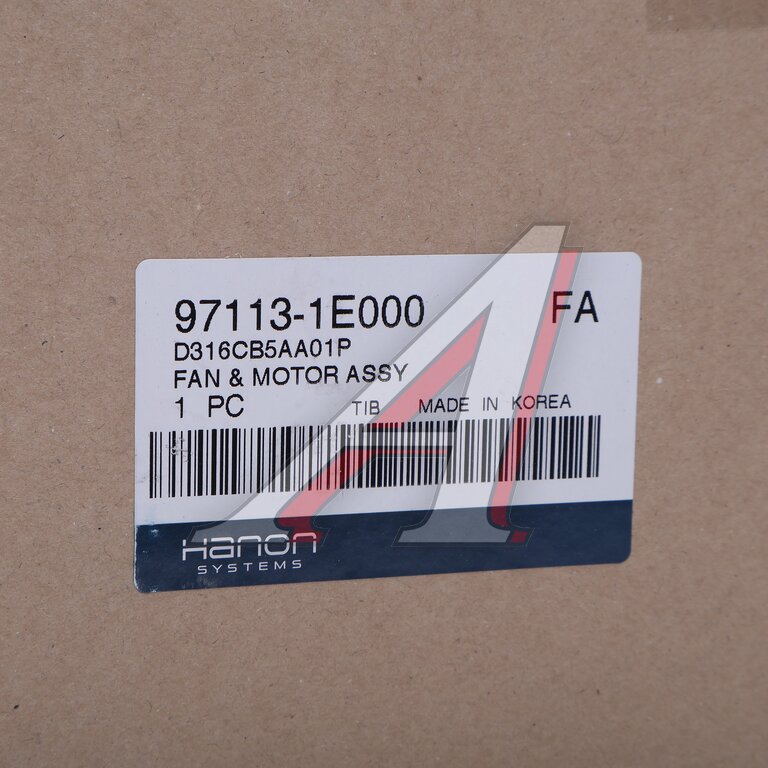 97113-1E000 FA
D316CB5AA01P
FAN & MOTOR ASSY
1 PC TIB MADE IN KOREA
Hanon
SYSTEMS